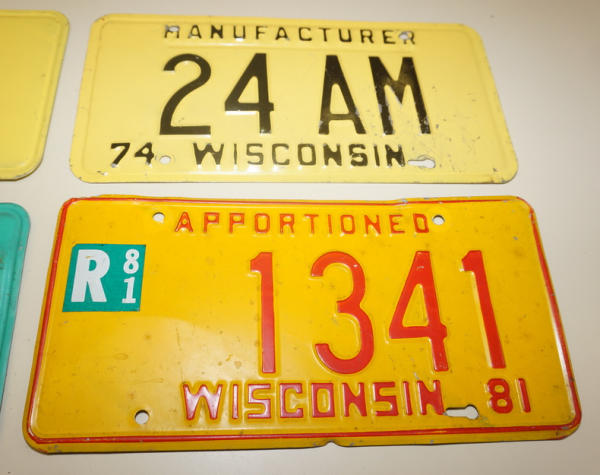 MANUFACTURER
24 AM
74 WISCONSIN
APPORTIONED
R 81
1341
WISCONSIN 81